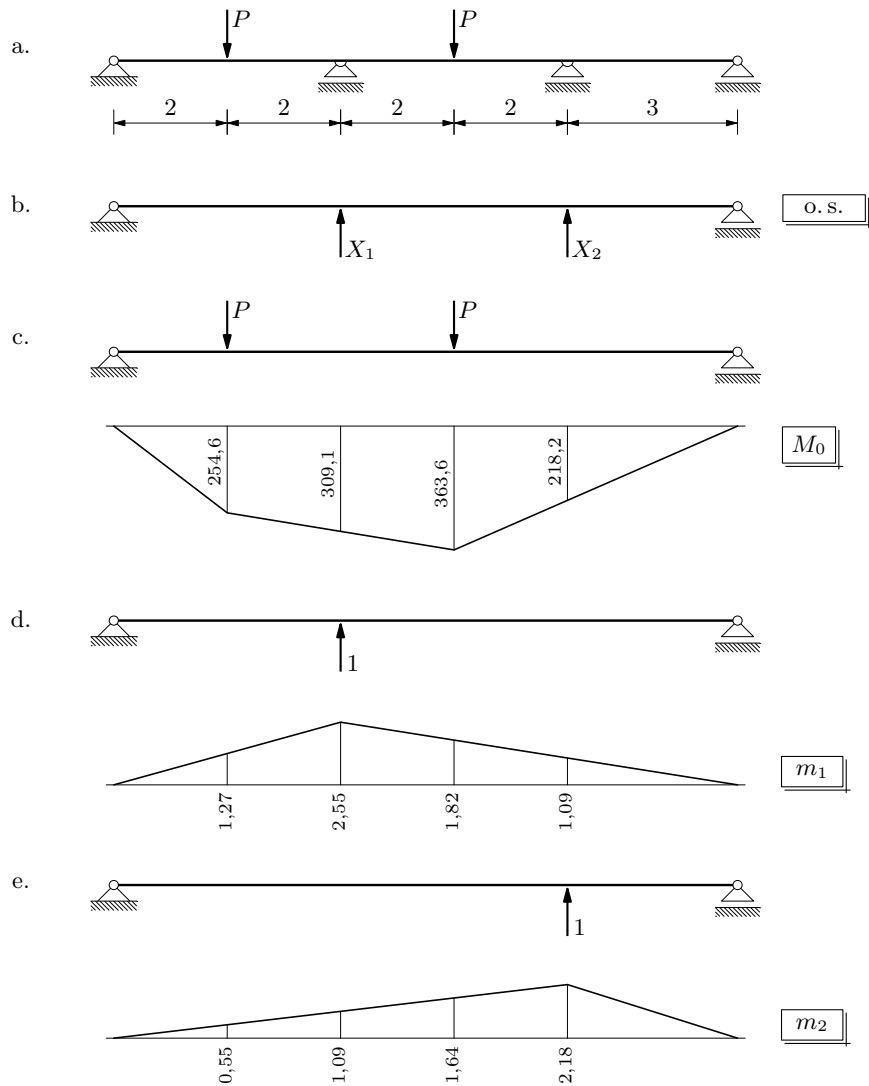 a.
P P
2 2 2 2 3
b.
o. s.
X₁ X₂
c.
P P
254,6 309,1 363,6 218,2
M₀
d.
1
m₁
1,27 2,55 1,82 1,09
e.
1
m₂
0,55 1,09 1,64 2,18